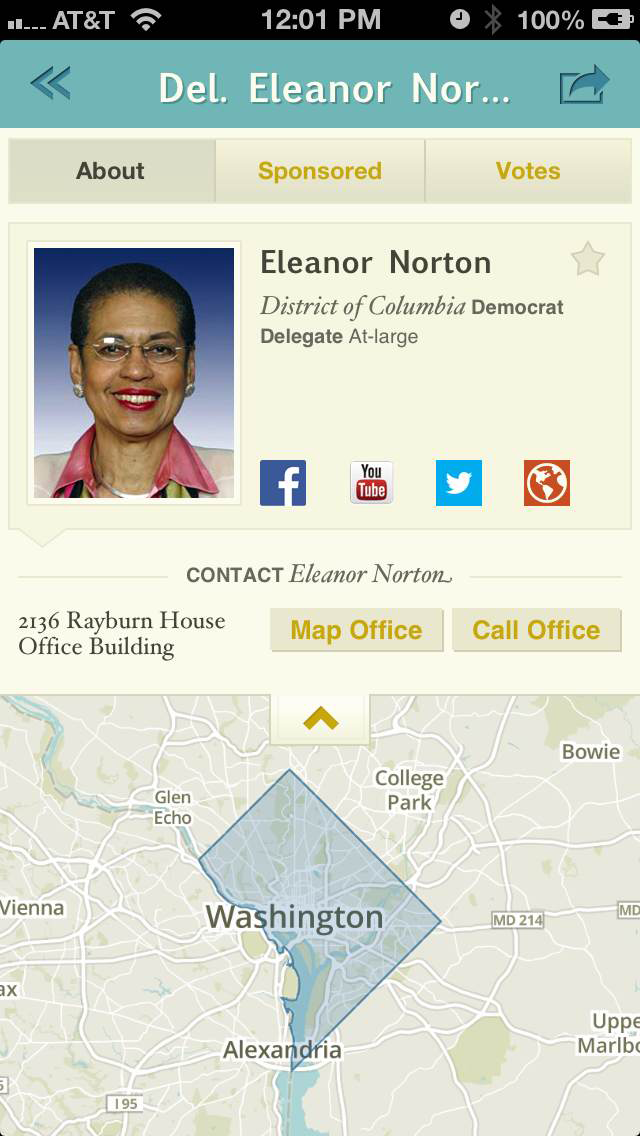 AT&T 12:01 PM 100%
Del. Eleanor Nor...
About Sponsored Votes
Eleanor Norton
District of Columbia Democrat
Delegate At-large
You
Tube
CONTACT Eleanor Norton
2136 Rayburn House
Office Building
Map Office Call Office
Bowie
College
Park
Glen
Echo
Vienna
Washington
MD 214
MD
ax
Uppe
Marlbo
Alexandria
5
I 95